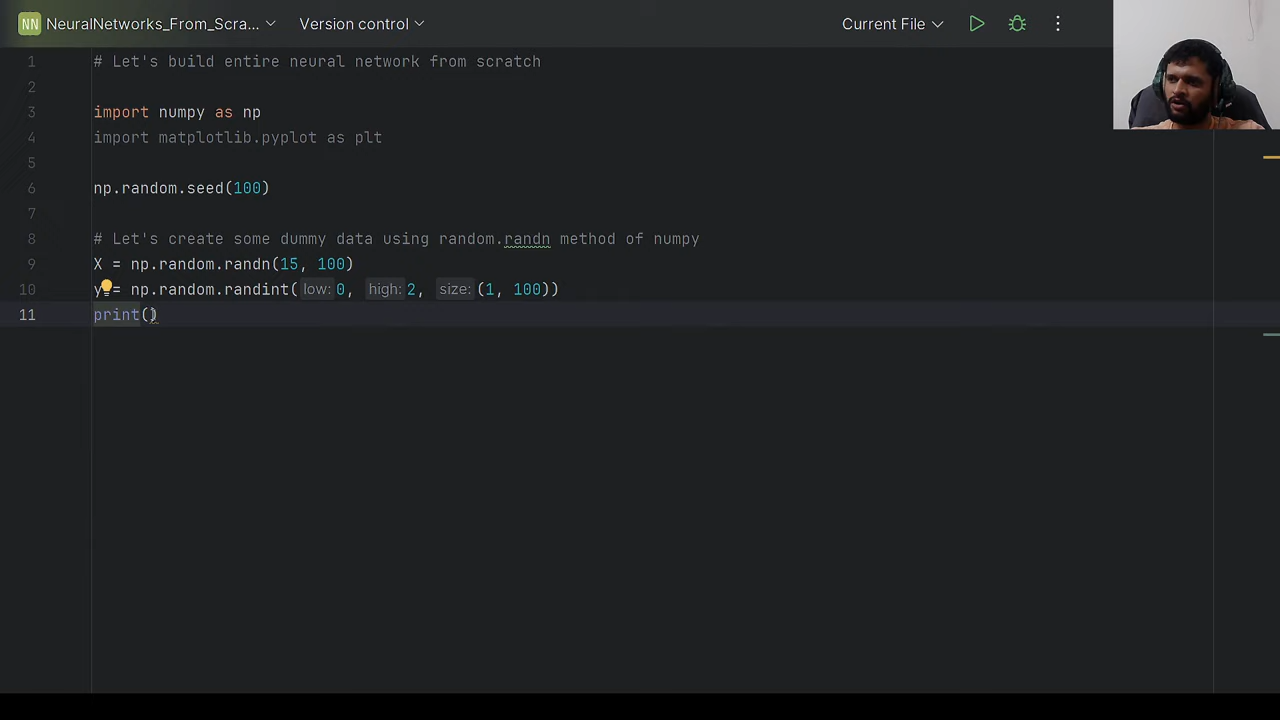 NN NeuralNetworks_From_Scra... Version control Current File
1 # Let's build entire neural network from scratch
2
3 import numpy as np
4 import matplotlib.pyplot as plt
5
6 np.random.seed(100)
7
8 # Let's create some dummy data using random.randn method of numpy
9 X = np.random.randn(15, 100)
10 y = np.random.randint( low: 0, high: 2, size: (1, 100))
11 print()